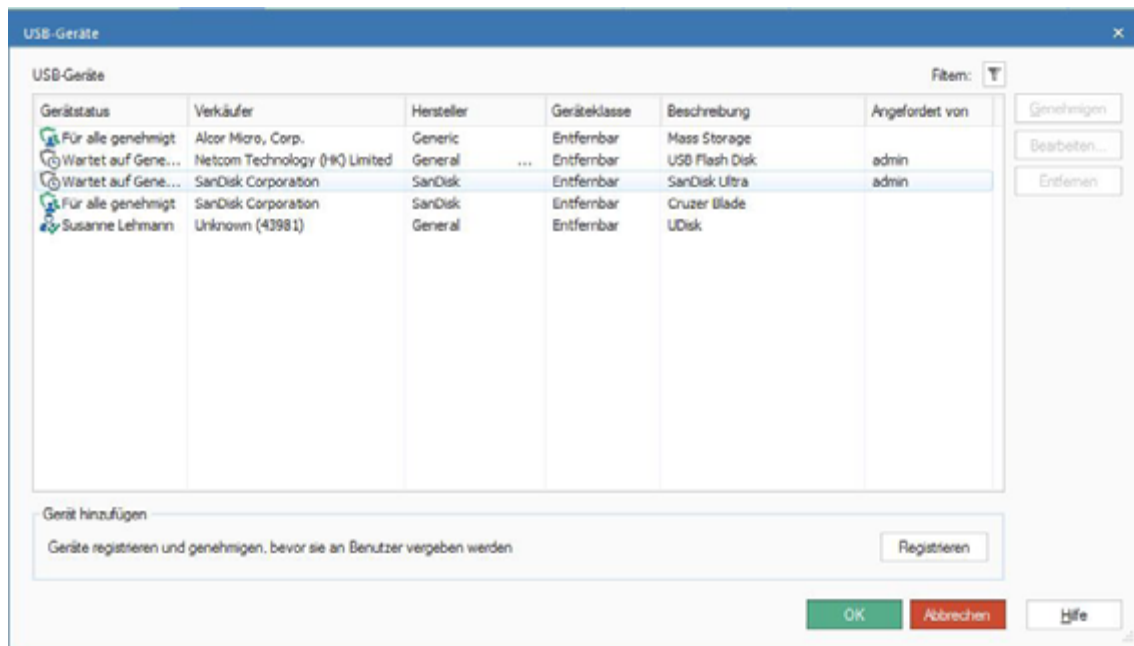 USB-Geräte
USB-Geräte Filtern:
Gerätstatus Verkäufer Hersteller Geräteklasse Beschreibung Angefordert von
Für alle genehmigt Alcor Micro, Corp. Generic Entfernbar Mass Storage
Wartet auf Gene... Netcom Technology (HK) Limited General ... Entfernbar USB Flash Disk admin
Wartet auf Gene... SanDisk Corporation SanDisk Entfernbar SanDisk Ultra admin
Für alle genehmigt SanDisk Corporation SanDisk Entfernbar Cruzer Blade
Susanne Lehmann Unknown (43981) General Entfernbar UDisk
Genehmigen
Bearbeiten...
Entfernen
Gerät hinzufügen
Geräte registrieren und genehmigen, bevor sie an Benutzer vergeben werden Registrieren
OK Abbrechen Hilfe